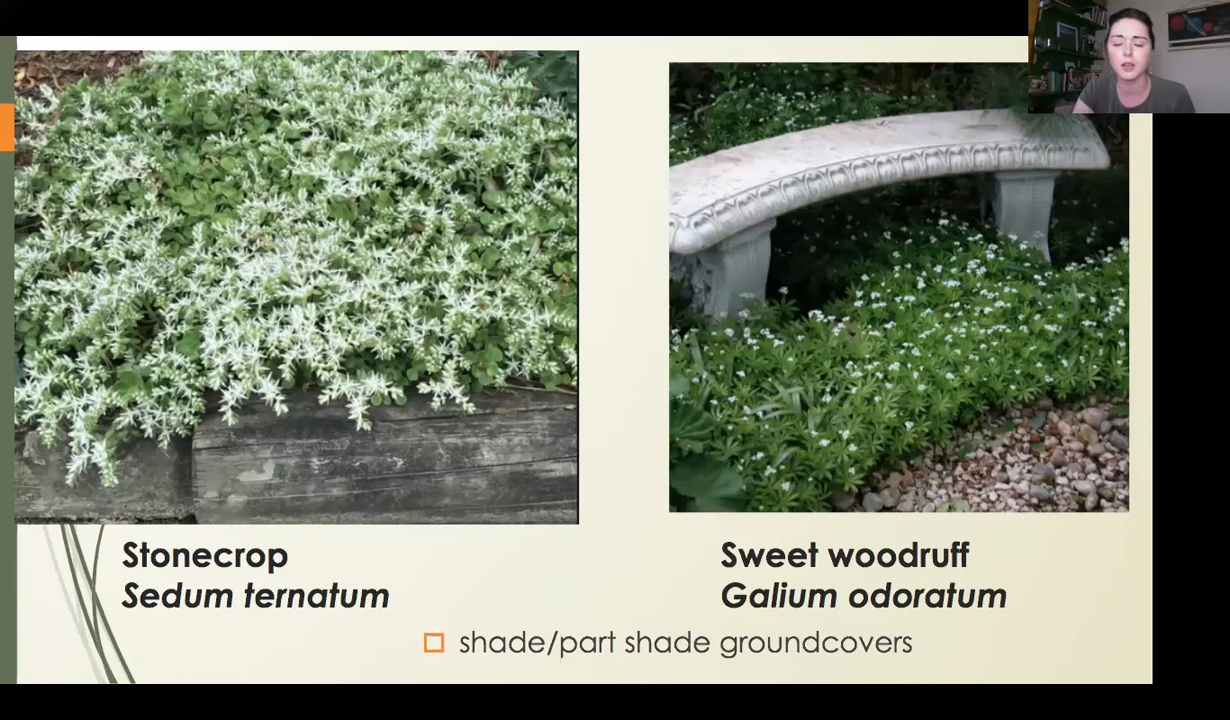 Stonecrop
Sedum ternatum
Sweet woodruff
Galium odoratum
shade/part shade groundcovers